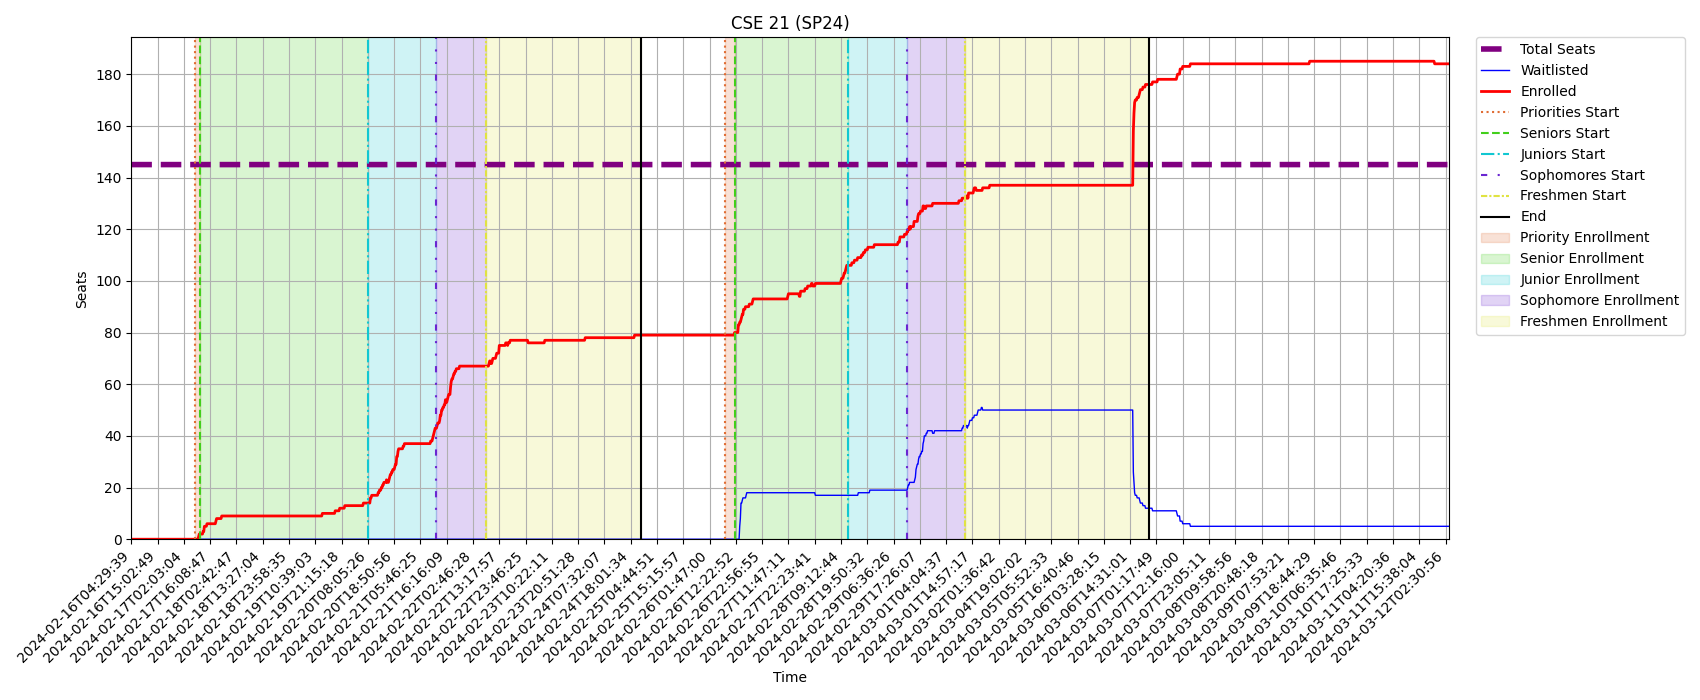 CSE 21 (SP24)
Seats
180
160
140
120
100
80
60
40
20
0
2024-02-16T04:29:39
2024-02-16T15:02:49
2024-02-17T02:03:04
2024-02-17T16:08:47
2024-02-18T02:42:47
2024-02-18T13:27:04
2024-02-18T23:58:35
2024-02-19T10:39:03
2024-02-19T21:15:18
2024-02-20T08:05:26
2024-02-20T18:50:56
2024-02-21T05:46:25
2024-02-21T16:16:09
2024-02-22T02:46:28
2024-02-22T13:17:57
2024-02-22T23:46:25
2024-02-23T10:22:11
2024-02-23T20:51:28
2024-02-24T07:32:07
2024-02-24T18:01:34
2024-02-25T04:44:51
2024-02-25T15:15:57
2024-02-26T01:47:00
2024-02-26T12:22:52
2024-02-26T22:56:55
2024-02-27T11:47:11
2024-02-27T22:23:41
2024-02-28T09:12:44
2024-02-28T19:50:32
2024-02-29T06:36:26
2024-02-29T17:26:07
2024-03-01T04:04:37
2024-03-01T14:57:17
2024-03-02T01:36:42
2024-03-04T19:02:02
2024-03-05T05:52:33
2024-03-05T16:40:46
2024-03-06T03:28:15
2024-03-06T14:31:01
2024-03-07T01:17:49
2024-03-07T12:16:00
2024-03-07T23:05:11
2024-03-08T09:58:56
2024-03-08T20:48:18
2024-03-09T07:53:21
2024-03-09T18:44:29
2024-03-10T06:35:46
2024-03-10T17:25:33
2024-03-11T04:20:36
2024-03-11T15:38:04
2024-03-12T02:30:56
Time
Total Seats
Waitlisted
Enrolled
Priorities Start
Seniors Start
Juniors Start
Sophomores Start
Freshmen Start
End
Priority Enrollment
Senior Enrollment
Junior Enrollment
Sophomore Enrollment
Freshmen Enrollment